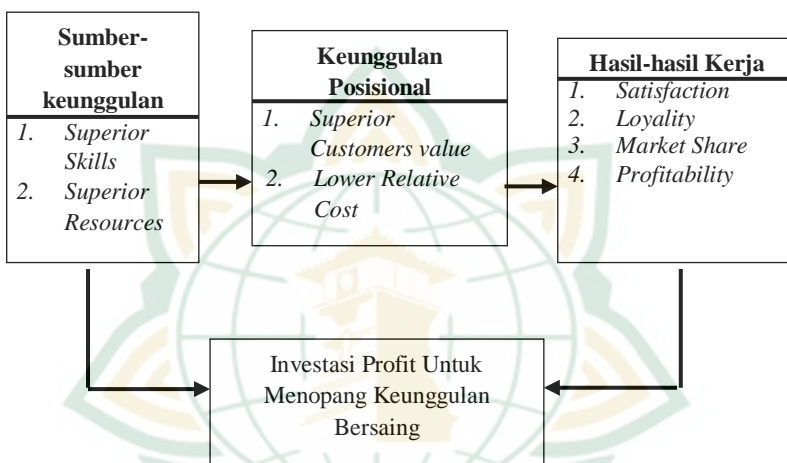 Sumber-
sumber
keunggulan
1. Superior
Skills
2. Superior
Resources
Keunggulan
Posisional
1. Superior
Customers value
2. Lower Relative
Cost
Hasil-hasil Kerja
1. Satisfaction
2. Loyality
3. Market Share
4. Profitability
Investasi Profit Untuk
Menopang Keunggulan
Bersaing